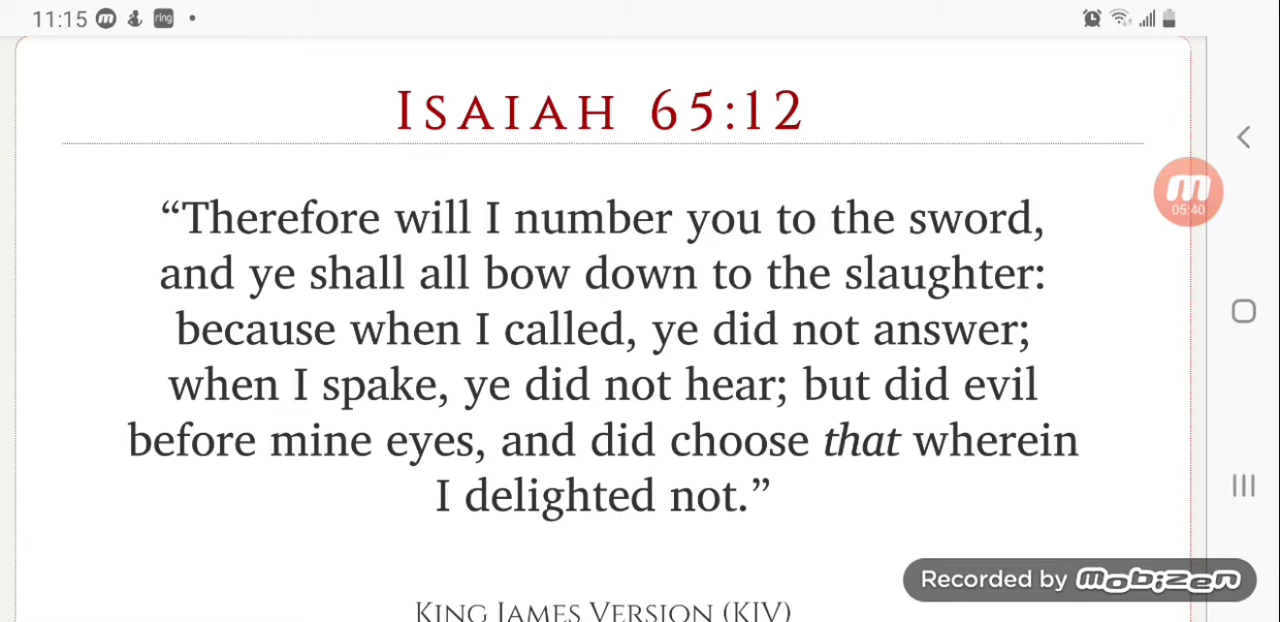 11:15 m ring
ISAIAH 65:12
“Therefore will I number you to the sword,
and ye shall all bow down to the slaughter:
because when I called, ye did not answer;
when I spake, ye did not hear; but did evil
before mine eyes, and did choose that wherein
I delighted not.”
m
05:40
Recorded by mobizen
KING JAMES VERSION (KJV)